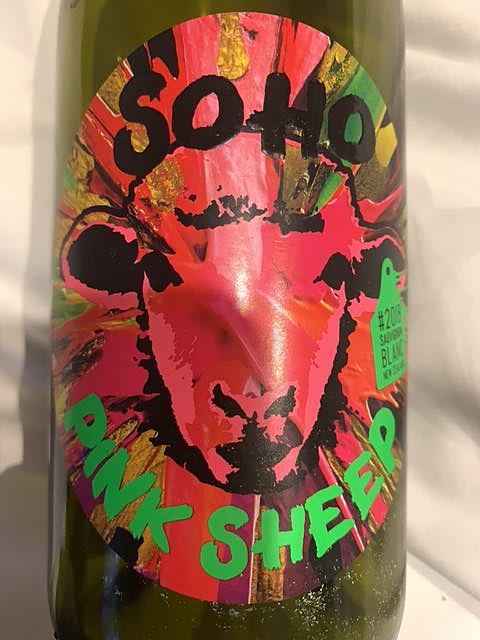 SOHO
#2018
SAUVIGNON
BLANC
NEW ZEALAND
PINK SHEEP